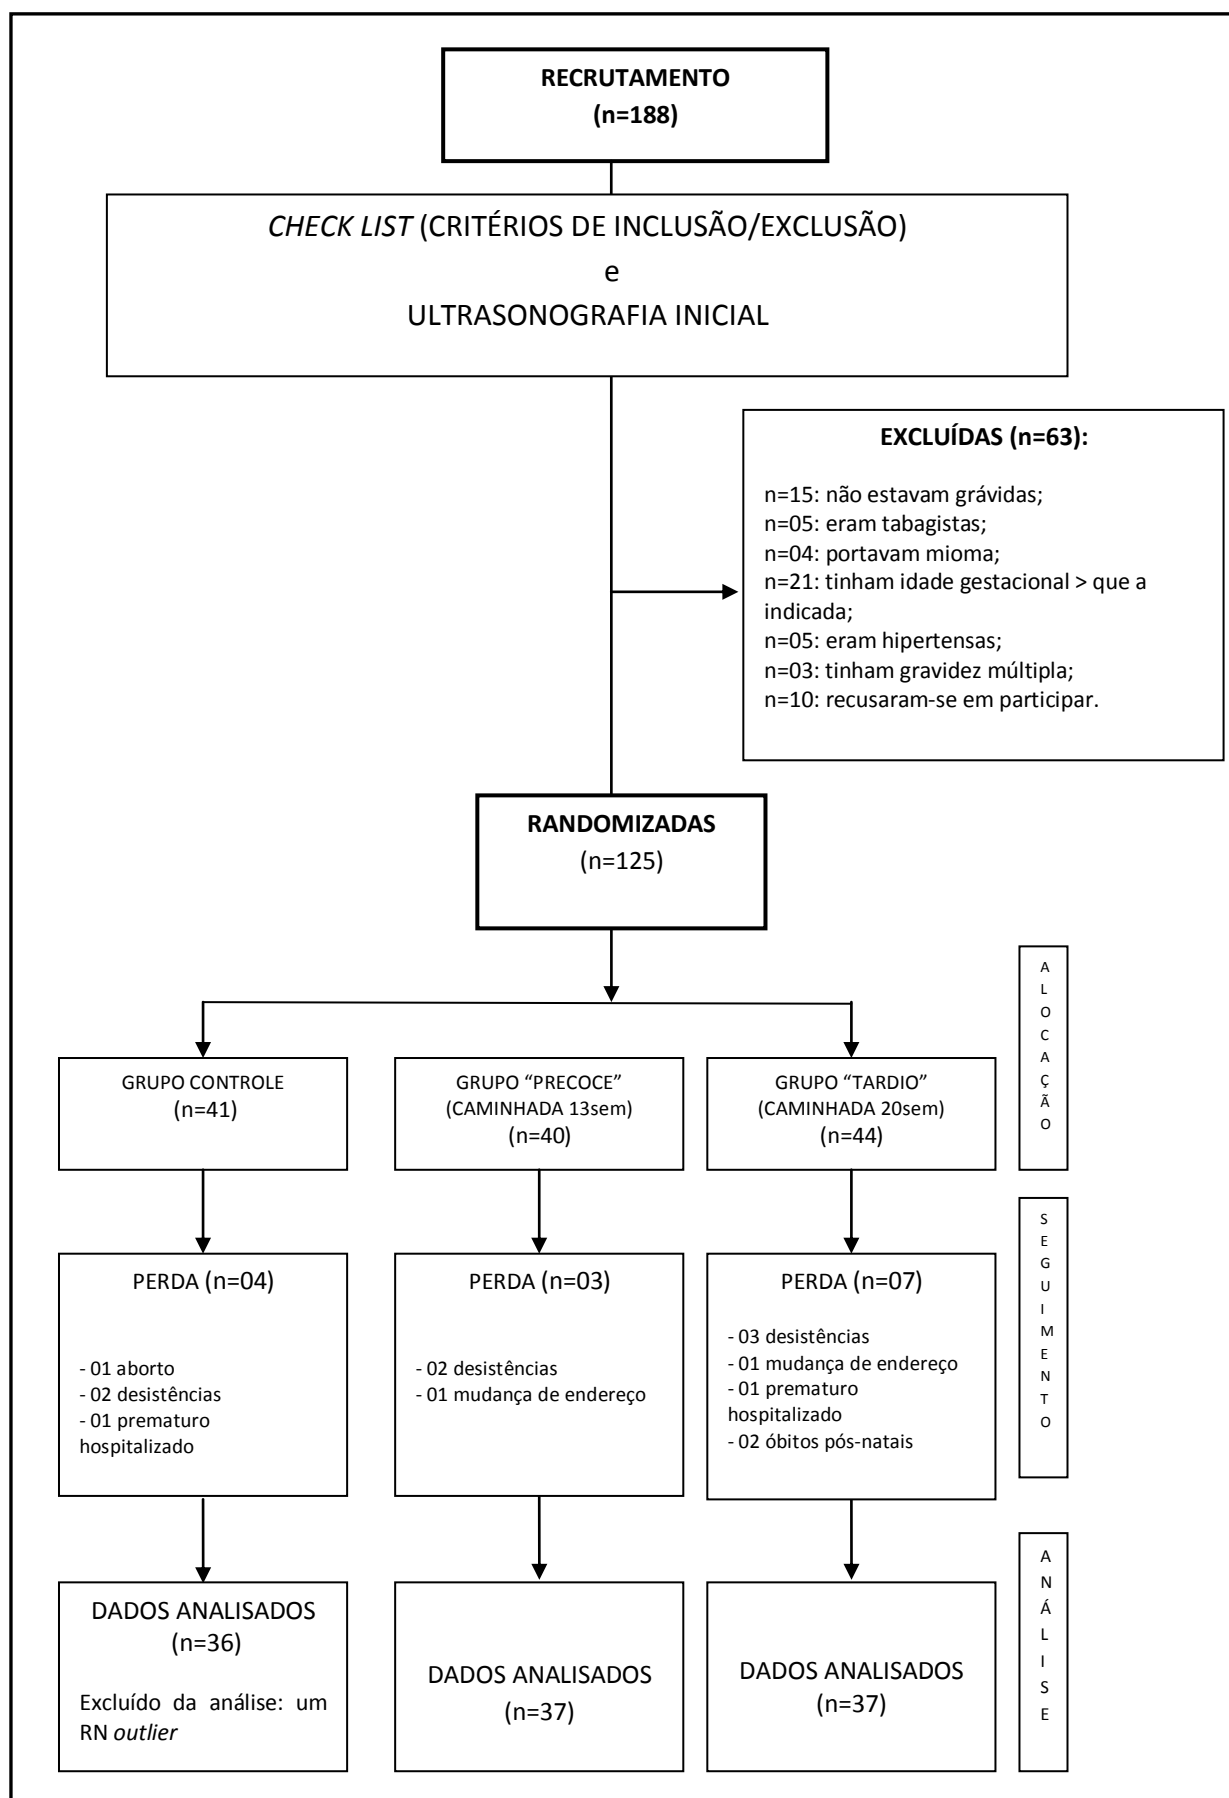 RECRUTAMENTO
(n=188)
CHECK LIST (CRITÉRIOS DE INCLUSÃO/EXCLUSÃO)
e
ULTRASONOGRAFIA INICIAL
EXCLUÍDAS (n=63):
n=15: não estavam grávidas;
n=05: eram tabagistas;
n=04: portavam mioma;
n=21: tinham idade gestacional > que a
indicada;
n=05: eram hipertensas;
n=03: tinham gravidez múltipla;
n=10: recusaram-se em participar.
RANDOMIZADAS
(n=125)
ALOCAÇÃO
GRUPO CONTROLE
(n=41)
GRUPO “PRECOCE”
(CAMINHADA 13sem)
(n=40)
GRUPO “TARDIO”
(CAMINHADA 20sem)
(n=44)
SEGUIMENTO
PERDA (n=04)
- 01 aborto
- 02 desistências
- 01 prematuro
hospitalizado
PERDA (n=03)
- 02 desistências
- 01 mudança de endereço
PERDA (n=07)
- 03 desistências
- 01 mudança de endereço
- 01 prematuro
hospitalizado
- 02 óbitos pós-natais
ANÁLISE
DADOS ANALISADOS
(n=36)
Excluído da análise: um
RN outlier
DADOS ANALISADOS
(n=37)
DADOS ANALISADOS
(n=37)